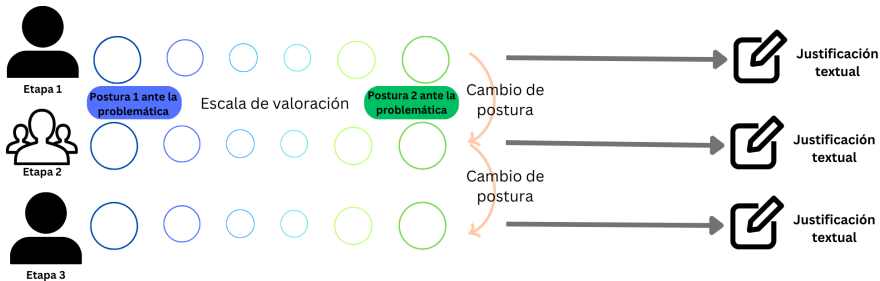 Etapa 1
Justificación
textual
Postura 1 ante la
problemática
Escala de valoración
Postura 2 ante la
problemática
Cambio de
postura
Etapa 2
Justificación
textual
Cambio de
postura
Etapa 3
Justificación
textual